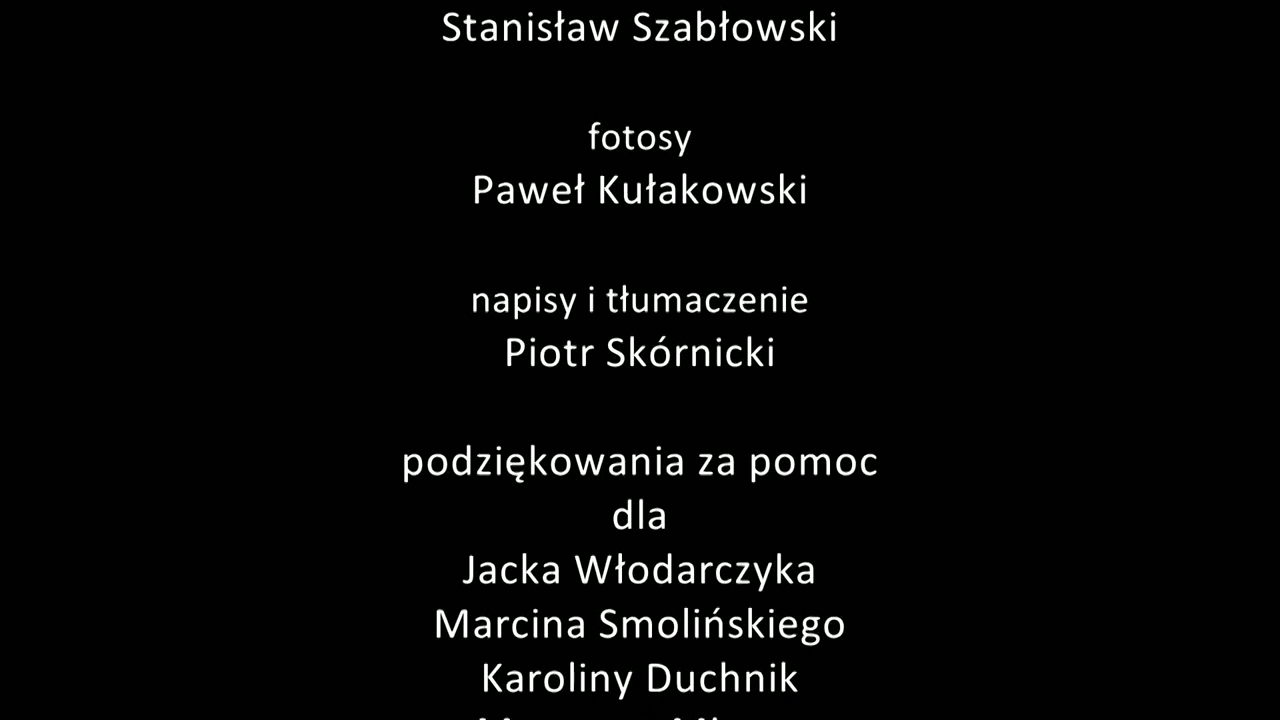 Stanisław Szabłowski
fotosy
Paweł Kułakowski
napisy i tłumaczenie
Piotr Skórnicki
podziękowania za pomoc
dla
Jacka Włodarczyka
Marcina Smolińskiego
Karoliny Duchnik